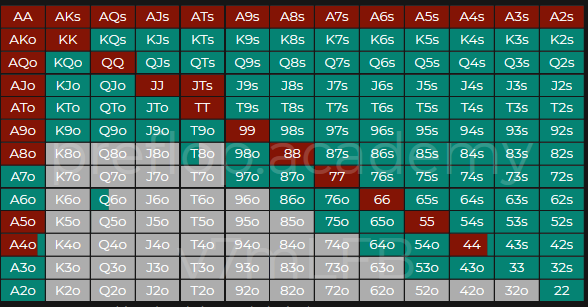 AA AKs AQs AJs ATs A9s A8s A7s A6s A5s A4s A3s A2s
AKo KK KQs KJs KTs K9s K8s K7s K6s K5s K4s K3s K2s
AQo KQo QQ QJs QTs Q9s Q8s Q7s Q6s Q5s Q4s Q3s Q2s
AJo KJo QJo JJ JTs J9s J8s J7s J6s J5s J4s J3s J2s
ATo KTo QTo JTo TT T9s T8s T7s T6s T5s T4s T3s T2s
A9o K9o Q9o J9o T9o 99 98s 97s 96s 95s 94s 93s 92s
A8o K8o Q8o J8o T8o 98o 88 87s 86s 85s 84s 83s 82s
preflop.academy
A7o K7o Q7o J7o T7o 97o 87o 77 76s 75s 74s 73s 72s
A6o K6o Q6o J6o T6o 96o 86o 76o 66 65s 64s 63s 62s
A5o K5o Q5o J5o T5o 95o 85o 75o 65o 55 54s 53s 52s
A4o K4o Q4o J4o T4o 94o 84o 74o 64o 54o 44 43s 42s
A3o K3o Q3o J3o T3o 93o 83o 73o 63o 53o 43o 33 32s
A2o K2o Q2o J2o T2o 92o 82o 72o 62o 52o 42o 32o 22